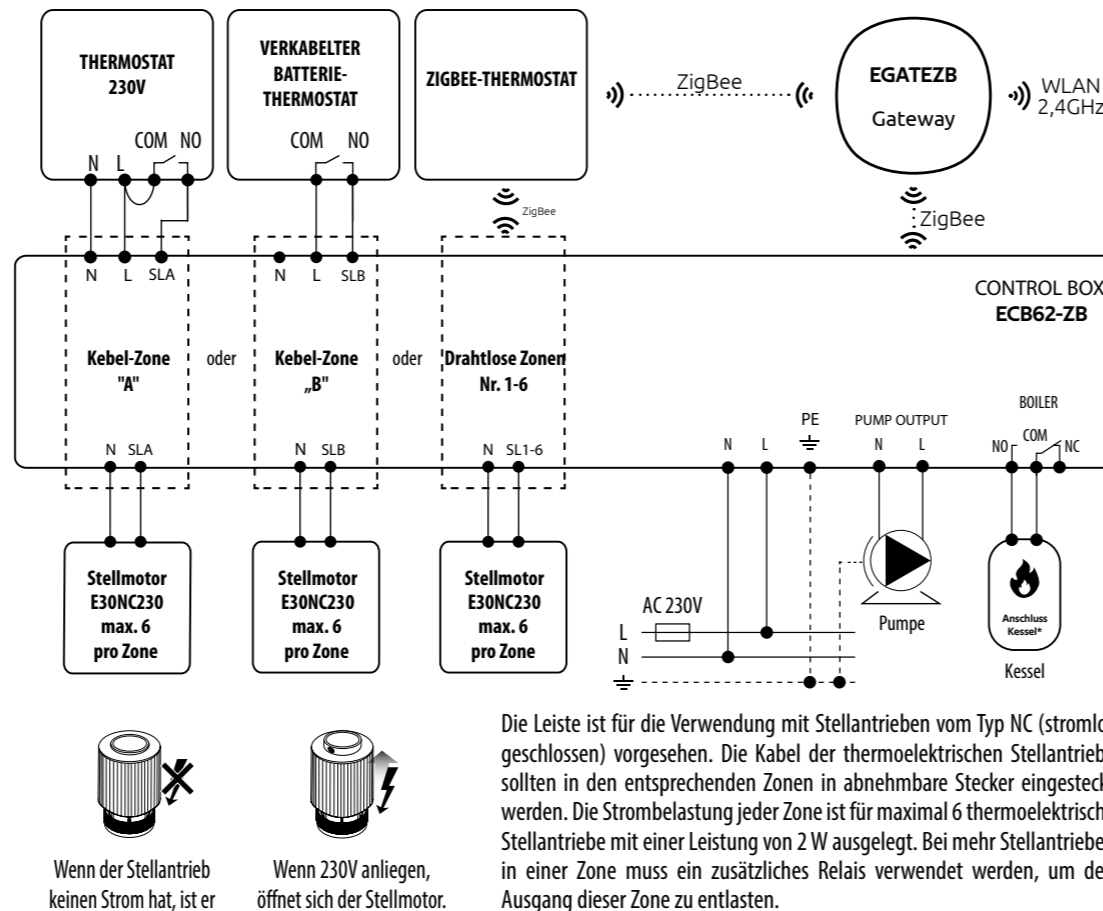 THERMOSTAT
230V
COM NO
N L
VERKABELTER
BATTERIE-
THERMOSTAT
COM NO
ZIGBEE-THERMOSTAT
ZigBee
EGATEZB
Gateway
WLAN
2,4GHz
ZigBee
ZigBee
N L SLA
N L SLB
CONTROL BOX
ECB62-ZB
Kebel-Zone
"A"
oder
Kebel-Zone
„B"
oder
Drahtlose Zonen
Nr. 1-6
N SLA
N SLB
N SL1-6
N L
PE
PUMP OUTPUT
N L
BOILER
NO COM NC
Stellmotor
E30NC230
max. 6
pro Zone
Stellmotor
E30NC230
max. 6
pro Zone
Stellmotor
E30NC230
max. 6
pro Zone
AC 230V
L
N
Pumpe
Anschluss
Kessel*
Kessel
Wenn der Stellantrieb
keinen Strom hat, ist er
Wenn 230V anliegen,
öffnet sich der Stellmotor.
Die Leiste ist für die Verwendung mit Stellantrieben vom Typ NC (stromlo
geschlossen) vorgesehen. Die Kabel der thermoelektrischen Stellantrieb
sollten in den entsprechenden Zonen in abnehmbare Stecker eingesteck
werden. Die Strombelastung jeder Zone ist für maximal 6 thermoelektrisch
Stellantriebe mit einer Leistung von 2 W ausgelegt. Bei mehr Stellantriebe
in einer Zone muss ein zusätzliches Relais verwendet werden, um de
Ausgang dieser Zone zu entlasten.